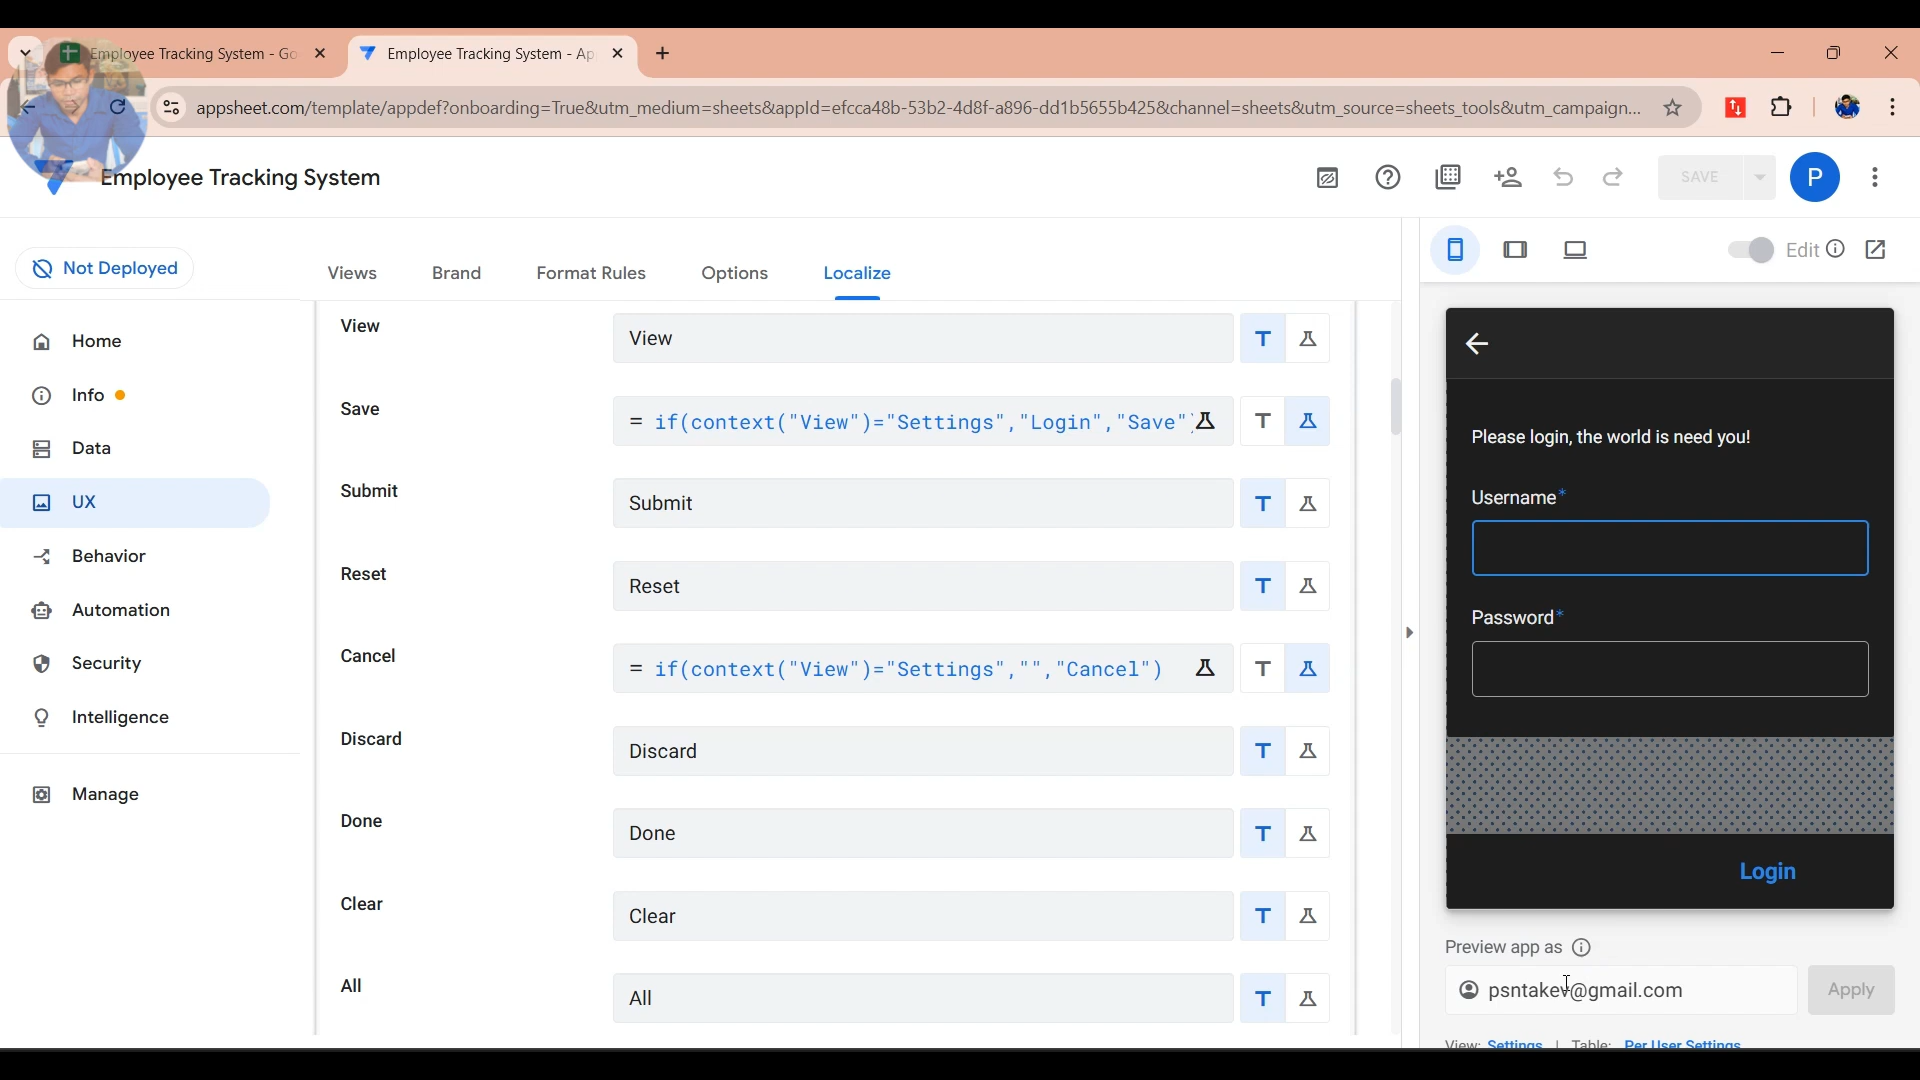 Employee Tracking System - Go
Employee Tracking System - Ap
appsheet.com/template/appdef?onboarding=True&utm_medium=sheets&appId=efcca48b-53b2-4d8f-a896-dd1b5655b425&channel=sheets&utm_source=sheets_tools&utm_campaign...
Employee Tracking System
SAVE
P
Not Deployed
Views
Brand
Format Rules
Options
Localize
Edit
Home
Info
Data
UX
Behavior
Automation
Security
Intelligence
Manage
View
View
Save
= if(context("View")="Settings","Login","Save")
Submit
Submit
Reset
Reset
Cancel
= if(context("View")="Settings","","Cancel")
Discard
Discard
Done
Done
Clear
Clear
All
All
Please login, the world is need you!
Username*
Password*
Login
Preview app as
psntakev@gmail.com
Apply
View: Settings | Table: Per User Settings